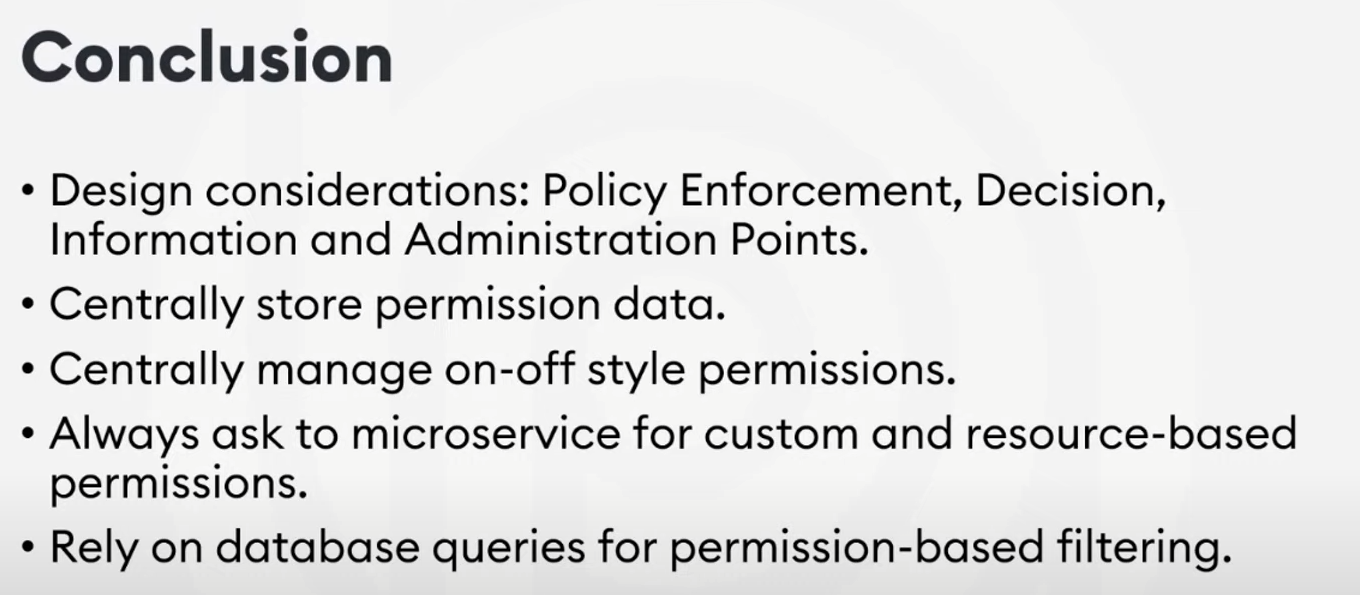 Conclusion
• Design considerations: Policy Enforcement, Decision,
Information and Administration Points.
• Centrally store permission data.
• Centrally manage on-off style permissions.
• Always ask to microservice for custom and resource-based
permissions.
• Rely on database queries for permission-based filtering.